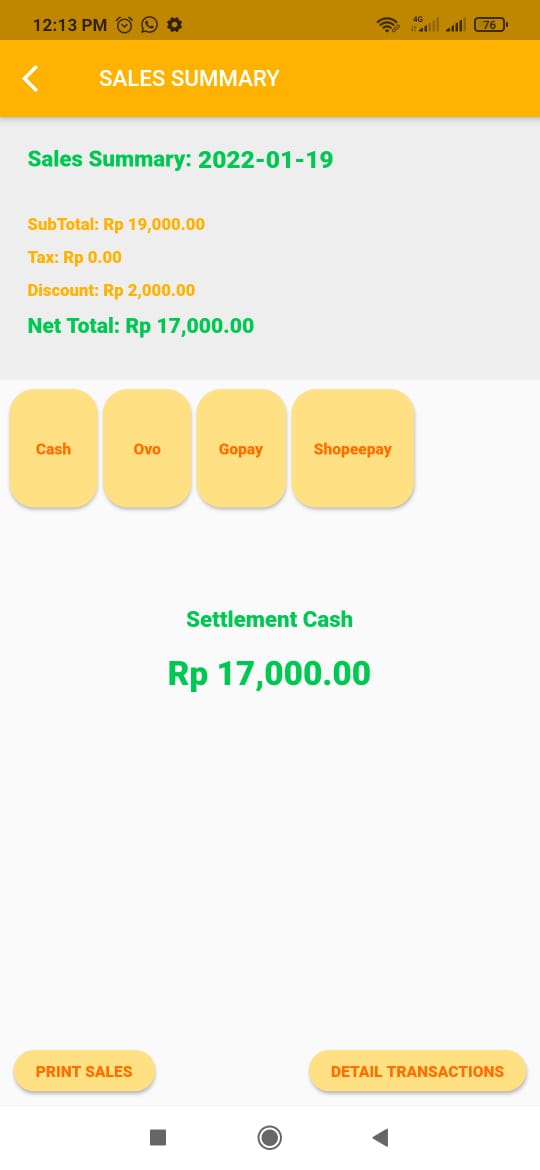 12:13 PM 4G 76
SALES SUMMARY
Sales Summary: 2022-01-19
SubTotal: Rp 19,000.00
Tax: Rp 0.00
Discount: Rp 2,000.00
Net Total: Rp 17,000.00
Cash Ovo Gopay Shopeepay
Settlement Cash
Rp 17,000.00
PRINT SALES DETAIL TRANSACTIONS